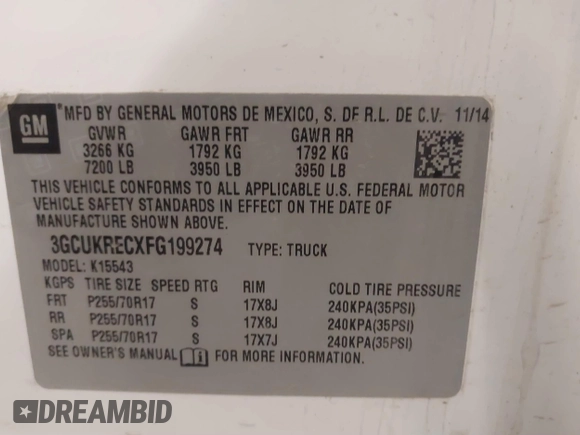 GM
®MFD BY GENERAL MOTORS DE MEXICO, S. DE R.L. DE C.V. 11/14
GVWR GAWR FRT GAWR RR
3266 KG 1792 KG 1792 KG
7200 LB 3950 LB 3950 LB
THIS VEHICLE CONFORMS TO ALL APPLICABLE U.S. FEDERAL MOTOR
VEHICLE SAFETY STANDARDS IN EFFECT ON THE DATE OF
MANUFACTURE SHOWN ABOVE.
3GCUKRECXFG199274 TYPE: TRUCK
MODEL: K15543
KGPS TIRE SIZE SPEED RTG RIM COLD TIRE PRESSURE
FRT P255/70R17 S 17X8J 240KPA(35PSI)
RR P255/70R17 S 17X8J 240KPA(35PSI)
SPA P255/70R17 S 17X7J 240KPA(35PSI)
SEE OWNER'S MANUAL FOR MORE INFORMATION.
DREAMBID